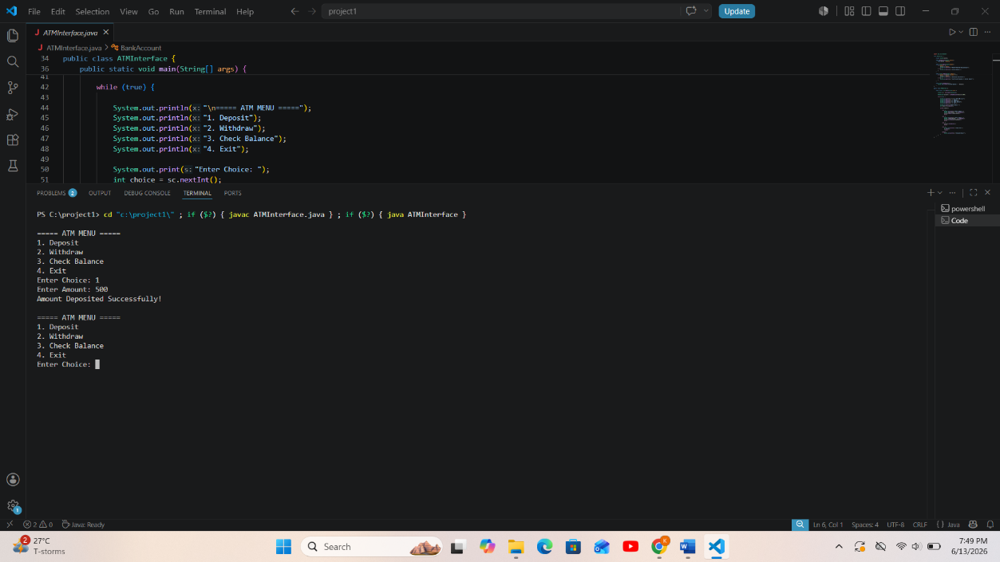 File Edit Selection View Go Run Terminal Help
project1
Update
ATMInterface.java
ATMInterface.java > BankAccount
34 public class ATMInterface {
36 public static void main(String[] args) {
41
42 while (true) {
43
44 System.out.println(x: "\n===== ATM MENU =====");
45 System.out.println(x: "1. Deposit");
46 System.out.println(x: "2. Withdraw");
47 System.out.println(x: "3. Check Balance");
48 System.out.println(x: "4. Exit");
49
50 System.out.print(s: "Enter Choice: ");
51 int choice = sc.nextInt();
PROBLEMS 2 OUTPUT DEBUG CONSOLE TERMINAL PORTS
PS C:\project1> cd "c:\project1\" ; if ($?) { javac ATMInterface.java } ; if ($?) { java ATMInterface }
===== ATM MENU =====
1. Deposit
2. Withdraw
3. Check Balance
4. Exit
Enter Choice: 1
Enter Amount: 500
Amount Deposited Successfully!
===== ATM MENU =====
1. Deposit
2. Withdraw
3. Check Balance
4. Exit
Enter Choice:
powershell
Code
1
2 0 Java: Ready
Ln 6, Col 1 Spaces: 4 UTF-8 CRLF {} Java
2
27°C
T-storms
Search
K
7:49 PM
6/13/2026